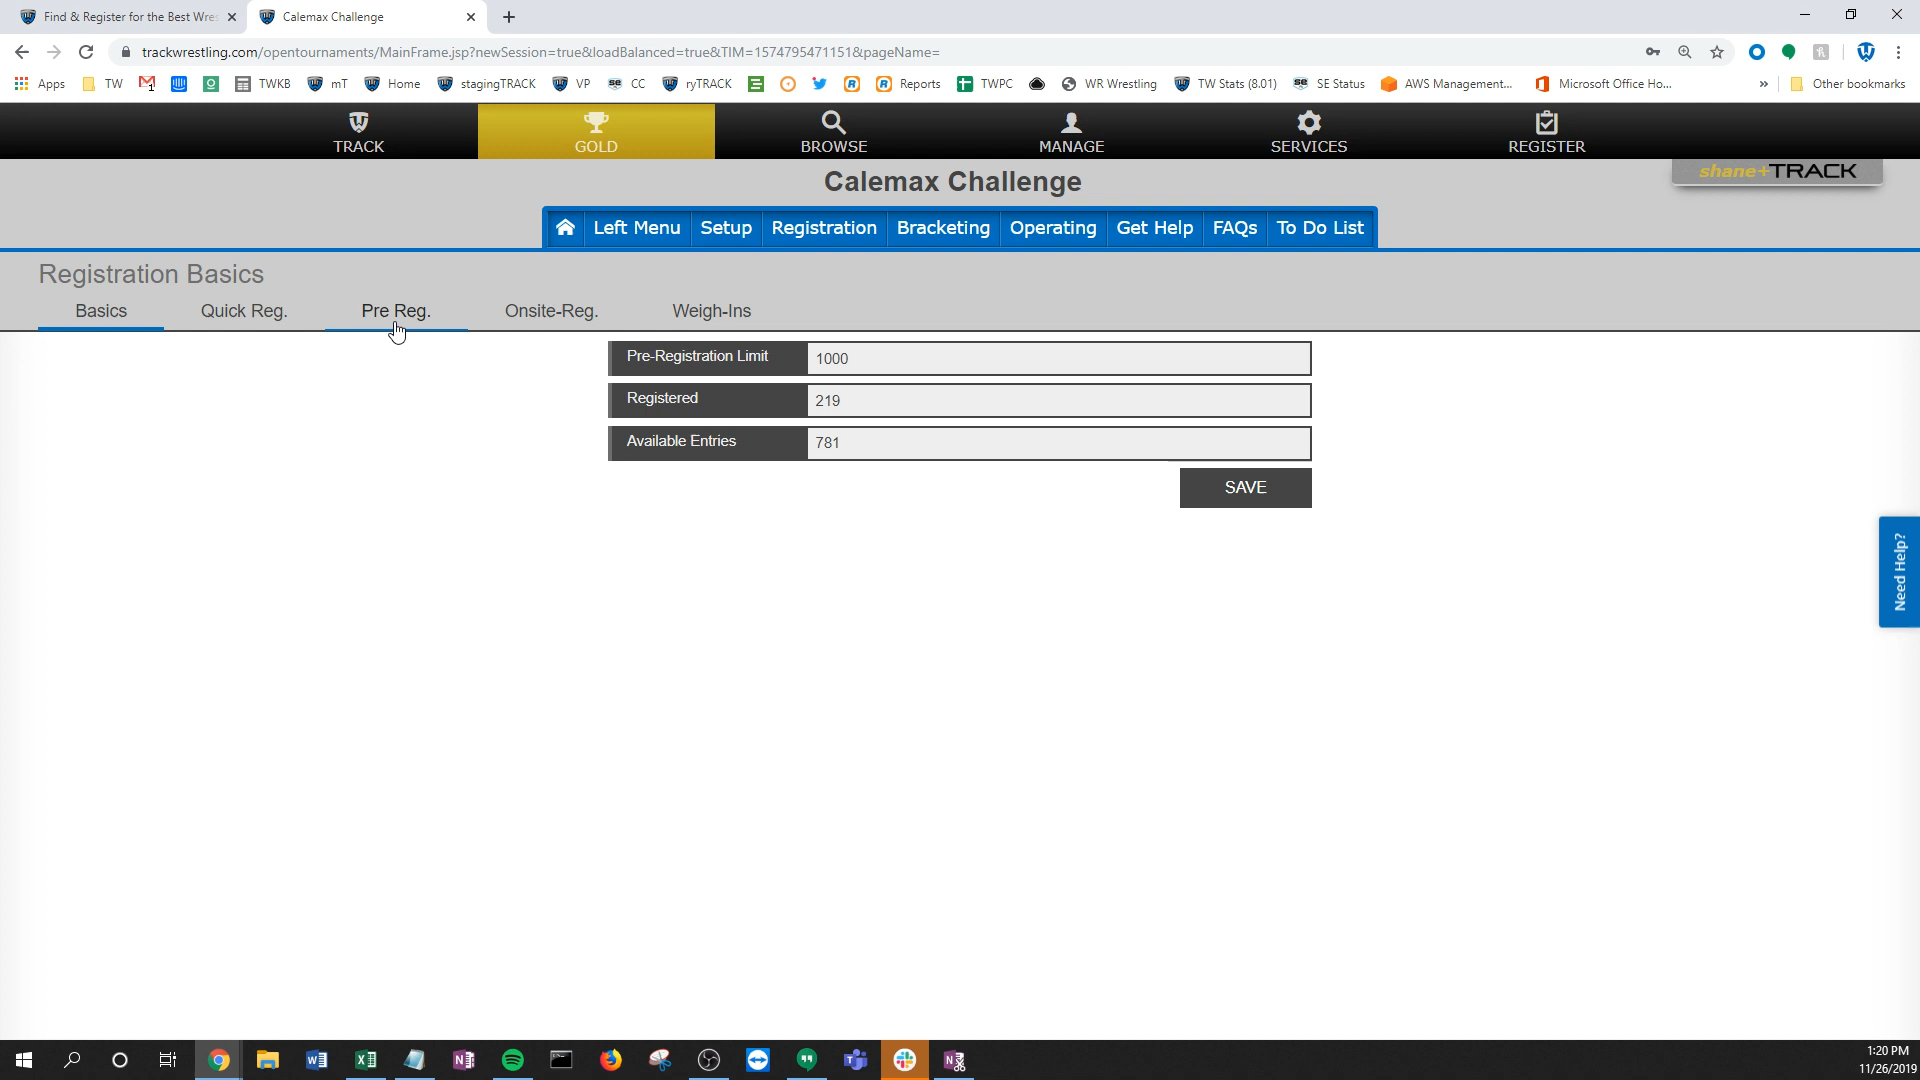 Find & Register for the Best Wres
Calemax Challenge
trackwrestling.com/opentournaments/MainFrame.jsp?newSession=true&loadBalanced=true&TIM=1574795471151&pageName=
Apps TW TWKB mT Home stagingTRACK VP CC ryTRACK Reports TWPC WR Wrestling TW Stats (8.01) SE Status AWS Management... Microsoft Office Ho... » Other bookmarks
TRACK GOLD BROWSE MANAGE SERVICES REGISTER
Calemax Challenge
shane+TRACK
Left Menu Setup Registration Bracketing Operating Get Help FAQs To Do List
Registration Basics
Basics Quick Reg. Pre Reg. Onsite-Reg. Weigh-Ins
Pre-Registration Limit 1000
Registered 219
Available Entries 781
SAVE
Need Help?
1:20 PM
11/26/2019